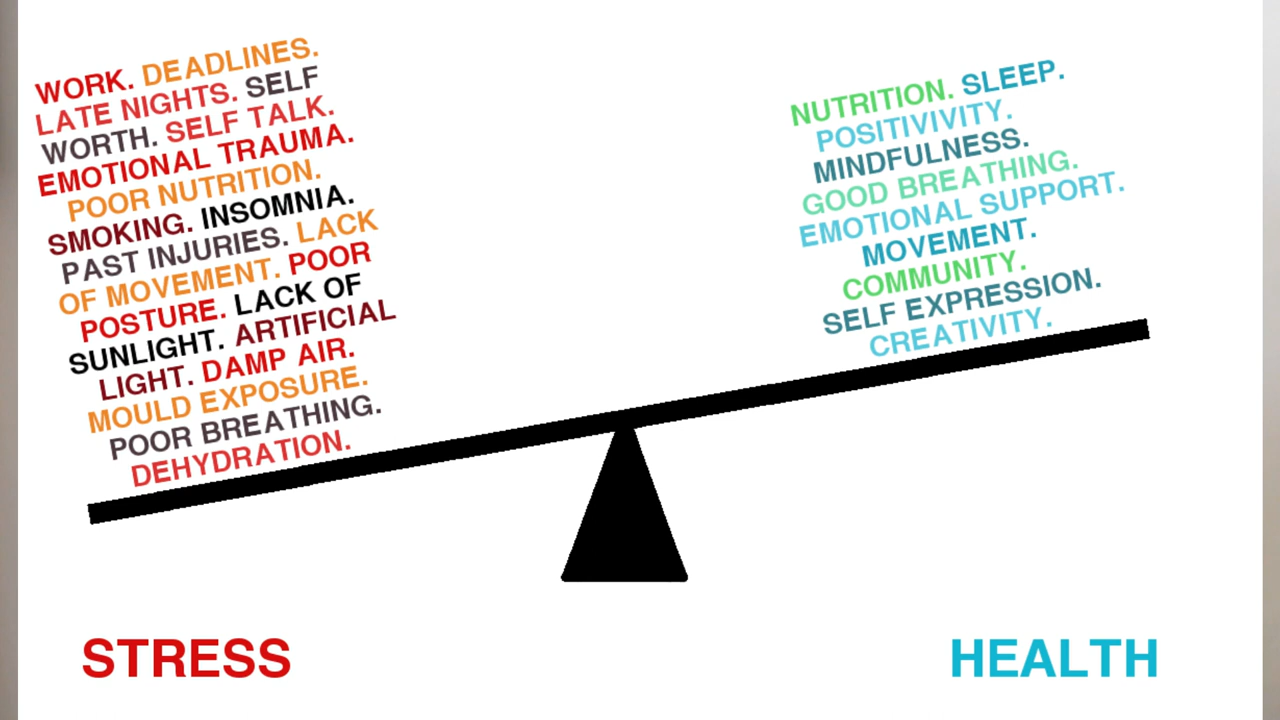 WORK. DEADLINES.
LATE NIGHTS. SELF
WORTH. SELF TALK.
EMOTIONAL TRAUMA.
POOR NUTRITION.
SMOKING. INSOMNIA.
PAST INJURIES. LACK
OF MOVEMENT. POOR
POSTURE. LACK OF
SUNLIGHT. ARTIFICIAL
LIGHT. DAMP AIR.
MOULD EXPOSURE.
POOR BREATHING.
DEHYDRATION.
NUTRITION. SLEEP.
POSITIVIVITY.
MINDFULNESS.
GOOD BREATHING.
EMOTIONAL SUPPORT.
MOVEMENT.
COMMUNITY.
SELF EXPRESSION.
CREATIVITY.
STRESS
HEALTH